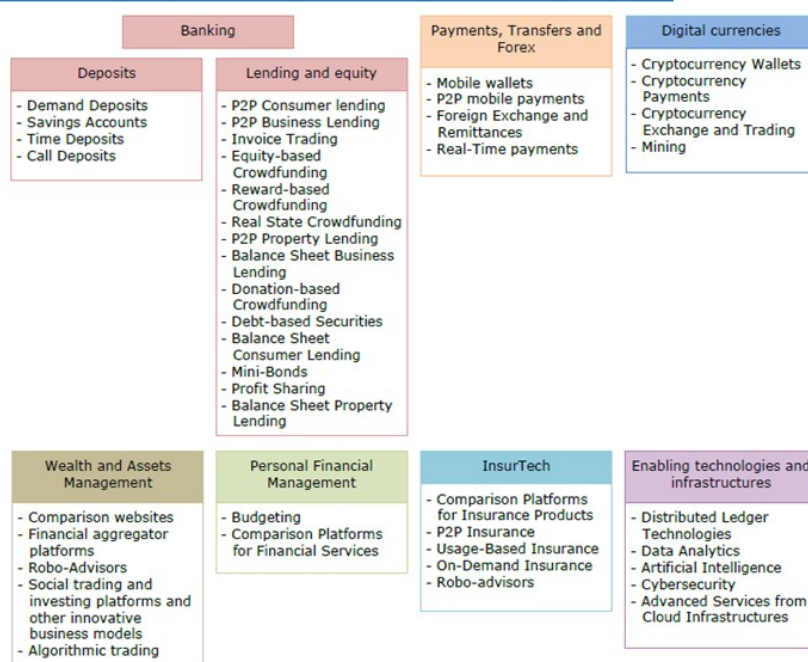 Banking
Deposits
- Demand Deposits
- Savings Accounts
- Time Deposits
- Call Deposits
Lending and equity
- P2P Consumer lending
- P2P Business Lending
- Invoice Trading
- Equity-based
Crowdfunding
- Reward-based
Crowdfunding
- Real State Crowdfunding
- P2P Property Lending
- Balance Sheet Business
Lending
- Donation-based
Crowdfunding
- Debt-based Securities
- Balance Sheet
Consumer Lending
- Mini-Bonds
- Profit Sharing
- Balance Sheet Property
Lending
Payments, Transfers and
Forex
- Mobile wallets
- P2P mobile payments
- Foreign Exchange and
Remittances
- Real-Time payments
Digital currencies
- Cryptocurrency Wallets
- Cryptocurrency
Payments
- Cryptocurrency
Exchange and Trading
- Mining
Wealth and Assets
Management
- Comparison websites
- Financial aggregator
platforms
- Robo-Advisors
- Social trading and
investing platforms and
other innovative
business models
- Algorithmic trading
Personal Financial
Management
- Budgeting
- Comparison Platforms
for Financial Services
InsurTech
- Comparison Platforms
for Insurance Products
- P2P Insurance
- Usage-Based Insurance
- On-Demand Insurance
- Robo-advisors
Enabling technologies and
infrastructures
- Distributed Ledger
Technologies
- Data Analytics
- Artificial Intelligence
- Cybersecurity
- Advanced Services from
Cloud Infrastructures